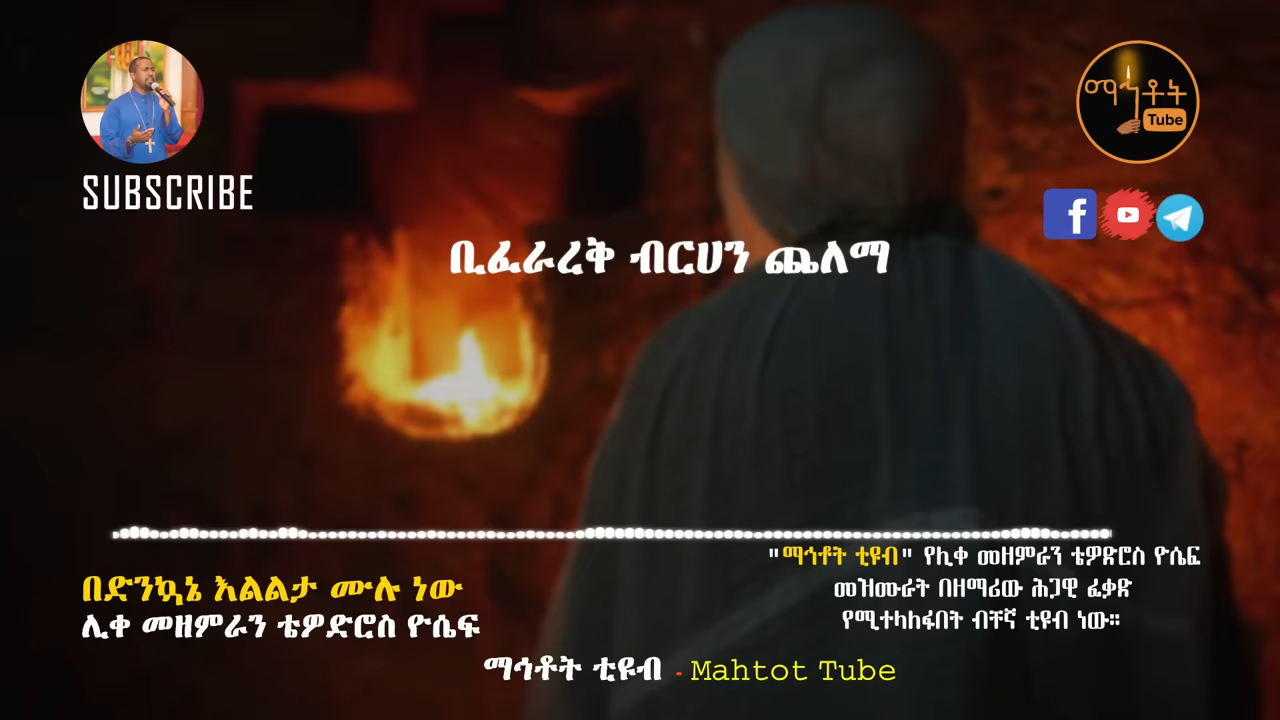 ማኅቶት
Tube
SUBSCRIBE
ቢፈራረቅ ብርሀን ጨለማ
"ማኅቶት ቲዩብ" የሊቀ መዘምራን ቴዎድሮስ ዮሴፍ
መዝሙራት በዘማሪው ሕጋዊ ፈቃድ
የሚተላለፋበት ብቸኛ ቲዩብ ነው።
በድንኳኔ እልልታ ሙሉ ነው
ሊቀ መዘምራን ቴዎድሮስ ዮሴፍ
ማኅቶት ቲዩብ - Mahtot Tube